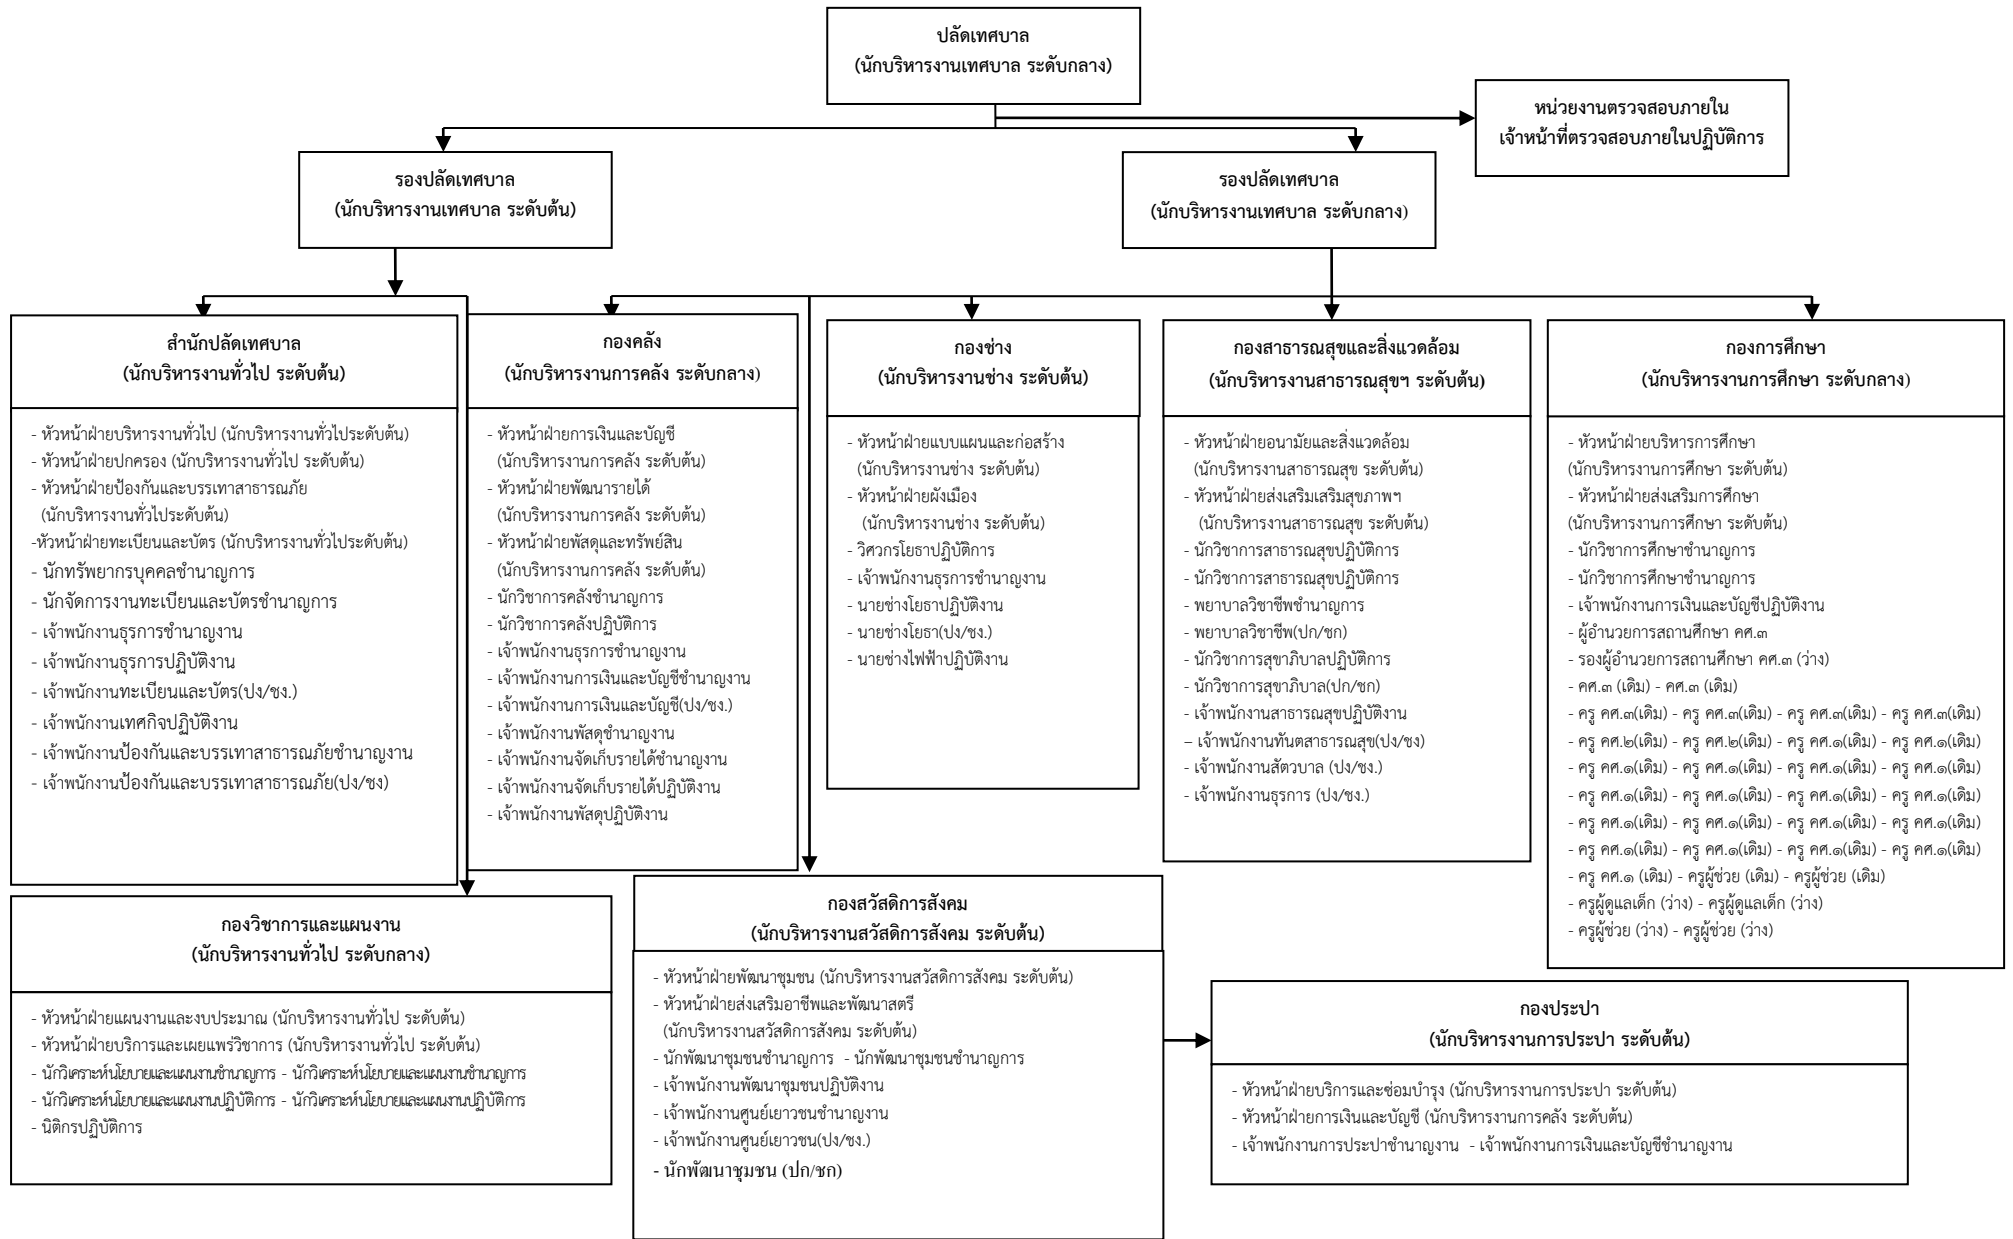 ปลัดเทศบาล
(นักบริหารงานเทศบาล ระดับกลาง)
หน่วยงานตรวจสอบภายใน
เจ้าหน้าที่ตรวจสอบภายในปฏิบัติการ
รองปลัดเทศบาล
(นักบริหารงานเทศบาล ระดับต้น)
รองปลัดเทศบาล
(นักบริหารงานเทศบาล ระดับกลาง)
สำนักปลัดเทศบาล
(นักบริหารงานทั่วไป ระดับต้น)
- หัวหน้าฝ่ายบริหารงานทั่วไป (นักบริหารงานทั่วไประดับต้น)
- หัวหน้าฝ่ายปกครอง (นักบริหารงานทั่วไป ระดับต้น)
- หัวหน้าฝ่ายป้องกันและบรรเทาสาธารณภัย
(นักบริหารงานทั่วไประดับต้น)
-หัวหน้าฝ่ายทะเบียนและบัตร (นักบริหารงานทั่วไประดับต้น)
- นักทรัพยากรบุคคลชำนาญการ
- นักจัดการงานทะเบียนและบัตรชำนาญการ
- เจ้าพนักงานธุรการชำนาญงาน
- เจ้าพนักงานธุรการปฏิบัติงาน
- เจ้าพนักงานทะเบียนและบัตร(ปง/ชง.)
- เจ้าพนักงานเทศกิจปฏิบัติงาน
- เจ้าพนักงานป้องกันและบรรเทาสาธารณภัยชำนาญงาน
- เจ้าพนักงานป้องกันและบรรเทาสาธารณภัย(ปง/ชง)
กองคลัง
(นักบริหารงานการคลัง ระดับกลาง)
- หัวหน้าฝ่ายการเงินและบัญชี
(นักบริหารงานการคลัง ระดับต้น)
- หัวหน้าฝ่ายพัฒนารายได้
(นักบริหารงานการคลัง ระดับต้น)
- หัวหน้าฝ่ายพัสดุและทรัพย์สิน
(นักบริหารงานการคลัง ระดับต้น)
- นักวิชาการคลังชำนาญการ
- นักวิชาการคลังปฏิบัติการ
- เจ้าพนักงานธุรการชำนาญงาน
- เจ้าพนักงานการเงินและบัญชีชำนาญงาน
- เจ้าพนักงานการเงินและบัญชี(ปง/ชง.)
- เจ้าพนักงานพัสดุชำนาญงาน
- เจ้าพนักงานจัดเก็บรายได้ชำนาญงาน
- เจ้าพนักงานจัดเก็บรายได้ปฏิบัติงาน
- เจ้าพนักงานพัสดุปฏิบัติงาน
กองช่าง
(นักบริหารงานช่าง ระดับต้น)
- หัวหน้าฝ่ายแบบแผนและก่อสร้าง
(นักบริหารงานช่าง ระดับต้น)
- หัวหน้าฝ่ายผังเมือง
(นักบริหารงานช่าง ระดับต้น)
- วิศวกรโยธาปฏิบัติการ
- เจ้าพนักงานธุรการชำนาญงาน
- นายช่างโยธาปฏิบัติงาน
- นายช่างโยธา(ปง/ชง.)
- นายช่างไฟฟ้าปฏิบัติงาน
กองสาธารณสุขและสิ่งแวดล้อม
(นักบริหารงานสาธารณสุขฯ ระดับต้น)
- หัวหน้าฝ่ายอนามัยและสิ่งแวดล้อม
(นักบริหารงานสาธารณสุข ระดับต้น)
- หัวหน้าฝ่ายส่งเสริมเสริมสุขภาพฯ
(นักบริหารงานสาธารณสุข ระดับต้น)
- นักวิชาการสาธารณสุขปฏิบัติการ
- นักวิชาการสาธารณสุขปฏิบัติการ
- พยาบาลวิชาชีพชำนาญการ
- พยาบาลวิชาชีพ(ปก/ชก)
- นักวิชาการสุขาภิบาลปฏิบัติการ
- นักวิชาการสุขาภิบาล(ปก/ชก)
- เจ้าพนักงานสาธารณสุขปฏิบัติงาน
– เจ้าพนักงานทันตสาธารณสุข(ปง/ชง)
- เจ้าพนักงานสัตวบาล (ปง/ชง.)
- เจ้าพนักงานธุรการ (ปง/ชง.)
กองการศึกษา
(นักบริหารงานการศึกษา ระดับกลาง)
- หัวหน้าฝ่ายบริหารการศึกษา
(นักบริหารงานการศึกษา ระดับต้น)
- หัวหน้าฝ่ายส่งเสริมการศึกษา
(นักบริหารงานการศึกษา ระดับต้น)
- นักวิชาการศึกษาชำนาญการ
- นักวิชาการศึกษาชำนาญการ
- เจ้าพนักงานการเงินและบัญชีปฏิบัติงาน
- ผู้อำนวยการสถานศึกษา คศ.๓
- รองผู้อำนวยการสถานศึกษา คศ.๓ (ว่าง)
- คศ.๓ (เดิม) - คศ.๓ (เดิม)
- ครู คศ.๓(เดิม) - ครู คศ.๓(เดิม) - ครู คศ.๓(เดิม) - ครู คศ.๓(เดิม)
- ครู คศ.๒(เดิม) - ครู คศ.๒(เดิม) - ครู คศ.๑(เดิม) - ครู คศ.๑(เดิม)
- ครู คศ.๑(เดิม) - ครู คศ.๑(เดิม) - ครู คศ.๑(เดิม) - ครู คศ.๑(เดิม)
- ครู คศ.๑(เดิม) - ครู คศ.๑(เดิม) - ครู คศ.๑(เดิม) - ครู คศ.๑(เดิม)
- ครู คศ.๑(เดิม) - ครู คศ.๑(เดิม) - ครู คศ.๑(เดิม) - ครู คศ.๑(เดิม)
- ครู คศ.๑(เดิม) - ครู คศ.๑(เดิม) - ครู คศ.๑(เดิม) - ครู คศ.๑(เดิม)
- ครู คศ.๑ (เดิม) - ครูผู้ช่วย (เดิม) - ครูผู้ช่วย (เดิม)
- ครูผู้ดูแลเด็ก (ว่าง) - ครูผู้ดูแลเด็ก (ว่าง)
- ครูผู้ช่วย (ว่าง) - ครูผู้ช่วย (ว่าง)
กองวิชาการและแผนงาน
(นักบริหารงานทั่วไป ระดับกลาง)
- หัวหน้าฝ่ายแผนงานและงบประมาณ (นักบริหารงานทั่วไป ระดับต้น)
- หัวหน้าฝ่ายบริการและเผยแพร่วิชาการ (นักบริหารงานทั่วไป ระดับต้น)
- นักวิเคราะห์นโยบายและแผนงานชำนาญการ - นักวิเคราะห์นโยบายและแผนงานชำนาญการ
- นักวิเคราะห์นโยบายและแผนงานปฏิบัติการ - นักวิเคราะห์นโยบายและแผนงานปฏิบัติการ
- นิติกรปฏิบัติการ
กองสวัสดิการสังคม
(นักบริหารงานสวัสดิการสังคม ระดับต้น)
- หัวหน้าฝ่ายพัฒนาชุมชน (นักบริหารงานสวัสดิการสังคม ระดับต้น)
- หัวหน้าฝ่ายส่งเสริมอาชีพและพัฒนาสตรี
(นักบริหารงานสวัสดิการสังคม ระดับต้น)
- นักพัฒนาชุมชนชำนาญการ - นักพัฒนาชุมชนชำนาญการ
- เจ้าพนักงานพัฒนาชุมชนปฏิบัติงาน
- เจ้าพนักงานศูนย์เยาวชนชำนาญงาน
- เจ้าพนักงานศูนย์เยาวชน(ปง/ชง.)
- นักพัฒนาชุมชน (ปก/ชก)
กองประปา
(นักบริหารงานการประปา ระดับต้น)
- หัวหน้าฝ่ายบริการและซ่อมบำรุง (นักบริหารงานการประปา ระดับต้น)
- หัวหน้าฝ่ายการเงินและบัญชี (นักบริหารงานการคลัง ระดับต้น)
- เจ้าพนักงานการประปาชำนาญงาน - เจ้าพนักงานการเงินและบัญชีชำนาญงาน